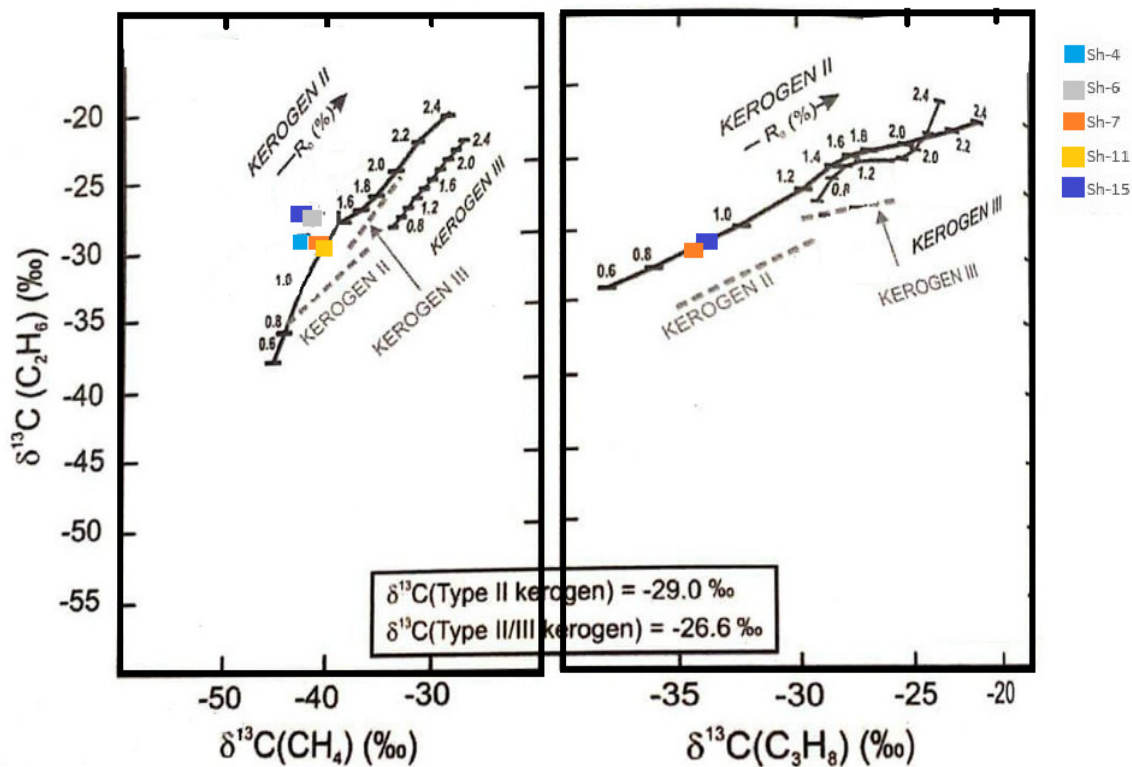 KEROGEN II
R₀ (%)
2.4
2.2
2.0
1.8
1.6
1.0
0.8
0.6
2.4
2.0
1.6
1.2
0.8
KEROGEN III
KEROGEN II
KEROGEN III
KEROGEN II
R₀ (%)
2.4
2.4
2.2
2.0
2.0
1.8
1.6
1.4
1.2
1.2
1.0
0.8
0.8
0.6
KEROGEN III
KEROGEN III
KEROGEN II
Sh-4
Sh-6
Sh-7
Sh-11
Sh-15
δ¹³C (C₂H₆) (‰)
-20
-25
-30
-35
-40
-45
-50
-55
δ¹³C(Type II kerogen) = -29.0 ‰
δ¹³C(Type II/III kerogen) = -26.6 ‰
-50 -40 -30
-35 -30 -25 -20
δ¹³C(CH₄) (‰)
δ¹³C(C₃H₈) (‰)